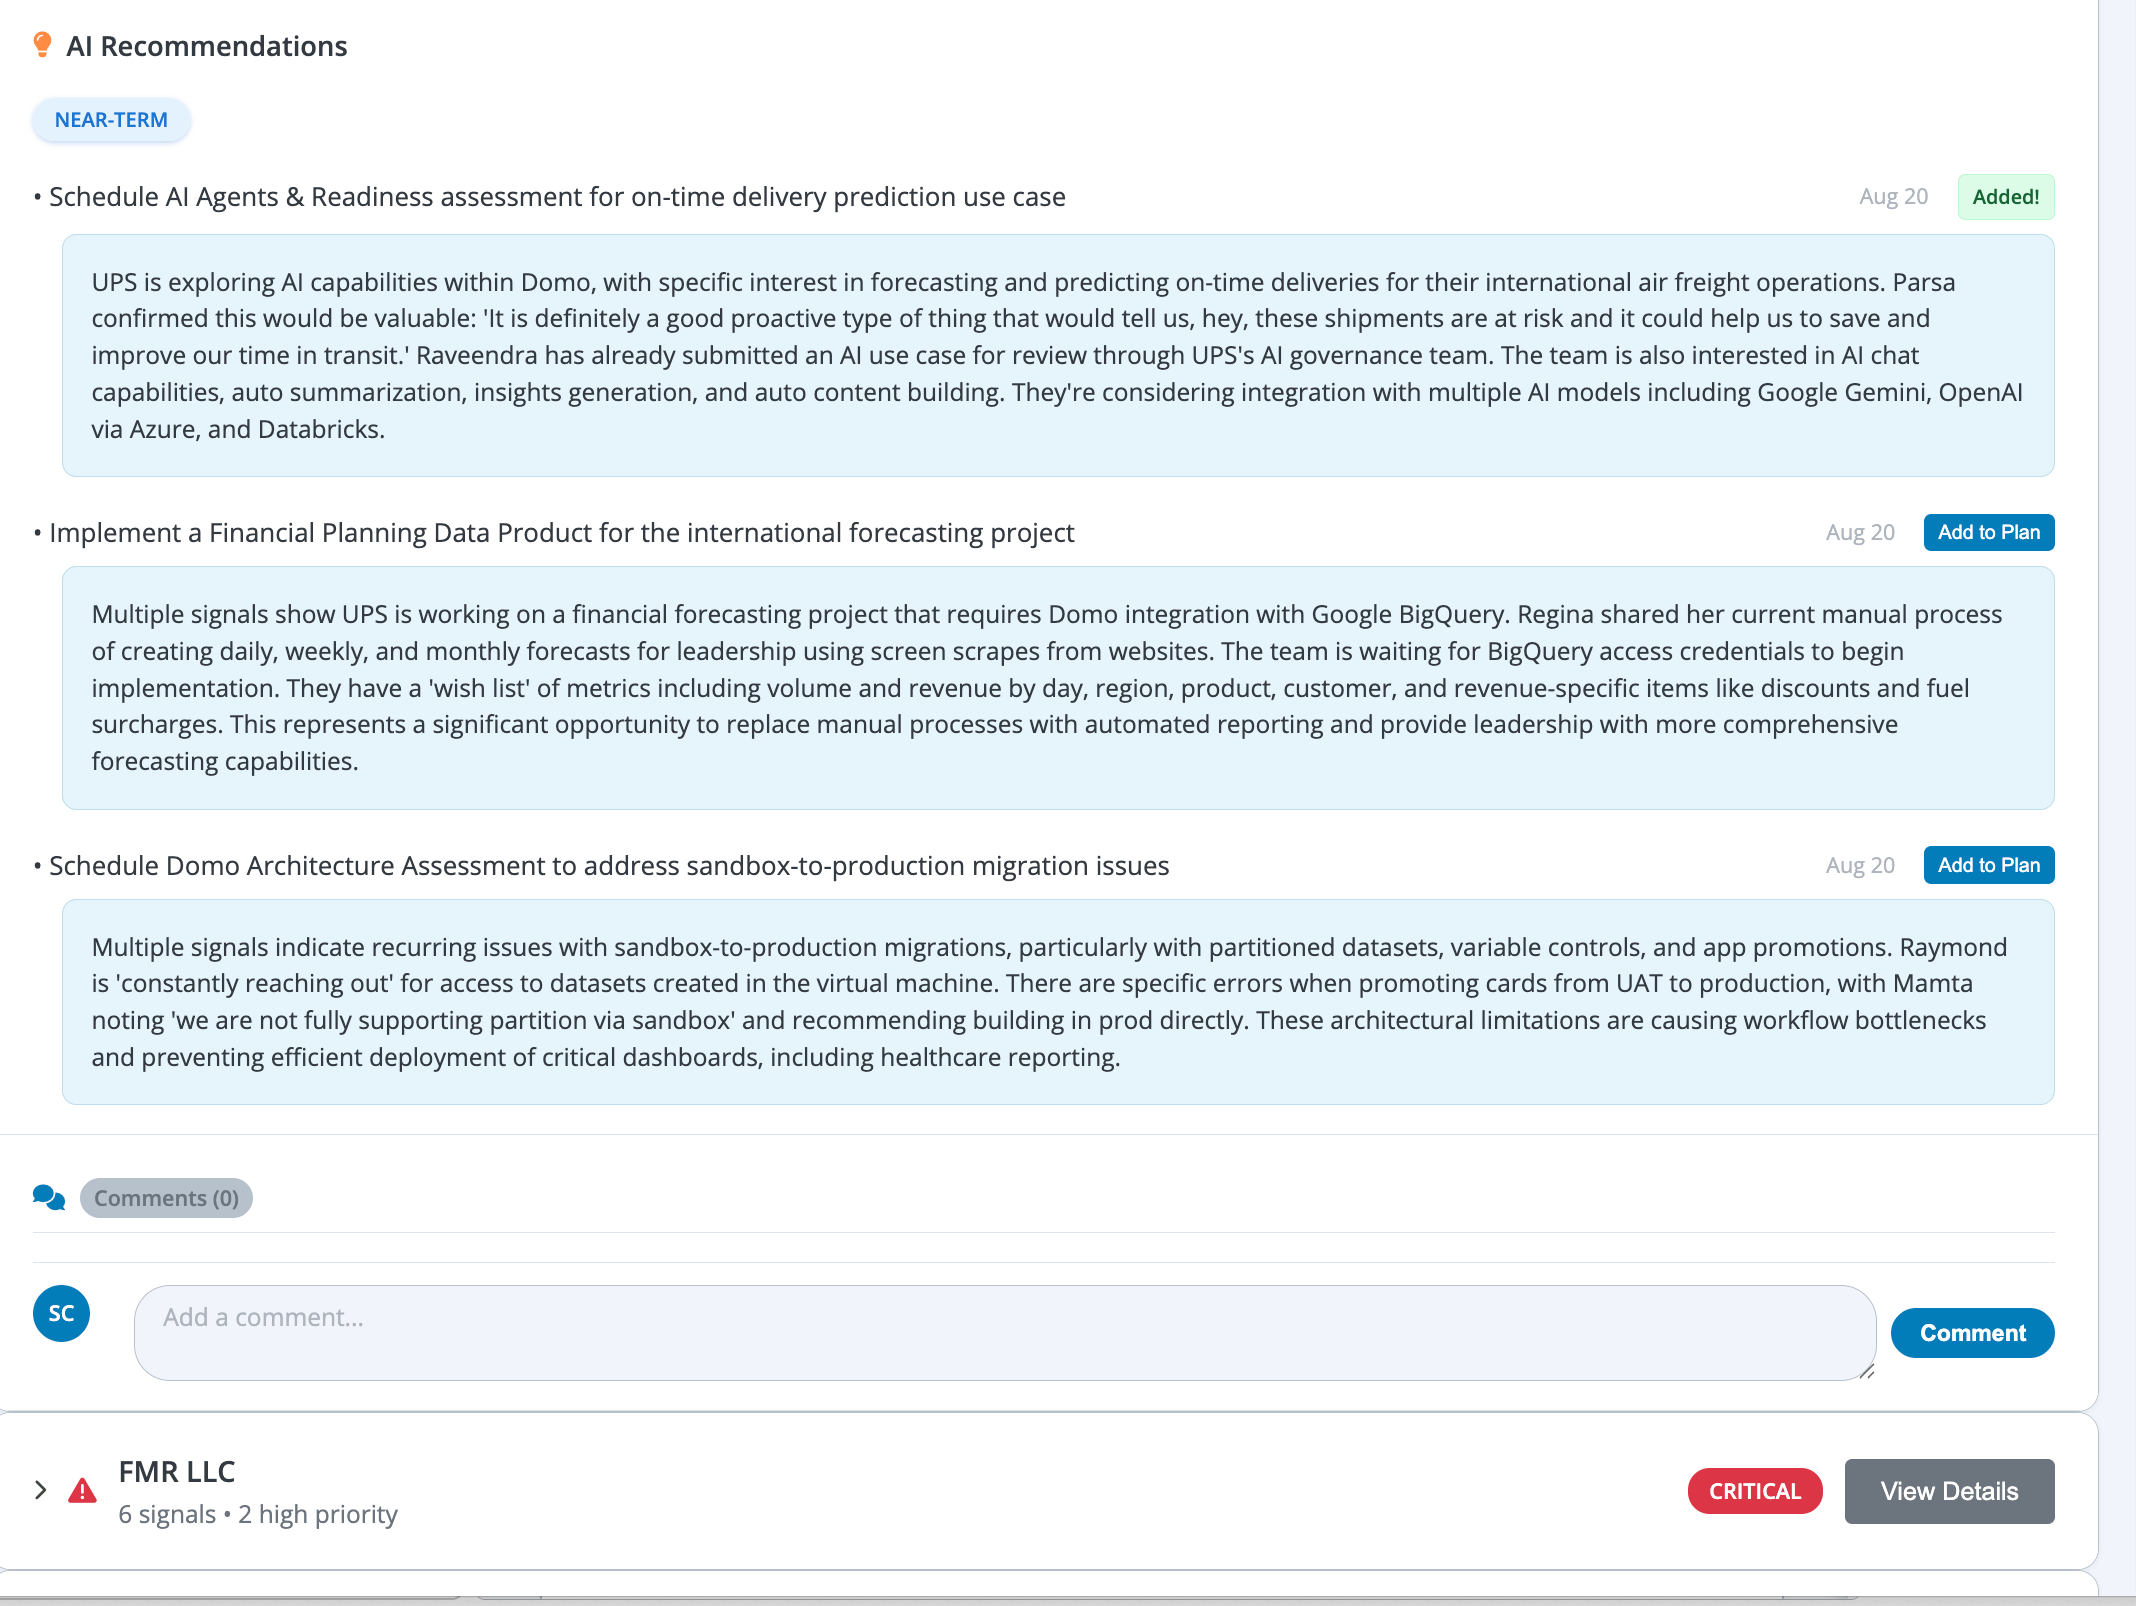 AI Recommendations
NEAR-TERM
• Schedule AI Agents & Readiness assessment for on-time delivery prediction use case
Aug 20
Added!
UPS is exploring AI capabilities within Domo, with specific interest in forecasting and predicting on-time deliveries for their international air freight operations. Parsa
confirmed this would be valuable: 'It is definitely a good proactive type of thing that would tell us, hey, these shipments are at risk and it could help us to save and
improve our time in transit.' Raveendra has already submitted an AI use case for review through UPS's AI governance team. The team is also interested in AI chat
capabilities, auto summarization, insights generation, and auto content building. They're considering integration with multiple AI models including Google Gemini, OpenAI
via Azure, and Databricks.
• Implement a Financial Planning Data Product for the international forecasting project
Aug 20
Add to Plan
Multiple signals show UPS is working on a financial forecasting project that requires Domo integration with Google BigQuery. Regina shared her current manual process
of creating daily, weekly, and monthly forecasts for leadership using screen scrapes from websites. The team is waiting for BigQuery access credentials to begin
implementation. They have a 'wish list' of metrics including volume and revenue by day, region, product, customer, and revenue-specific items like discounts and fuel
surcharges. This represents a significant opportunity to replace manual processes with automated reporting and provide leadership with more comprehensive
forecasting capabilities.
• Schedule Domo Architecture Assessment to address sandbox-to-production migration issues
Aug 20
Add to Plan
Multiple signals indicate recurring issues with sandbox-to-production migrations, particularly with partitioned datasets, variable controls, and app promotions. Raymond
is 'constantly reaching out' for access to datasets created in the virtual machine. There are specific errors when promoting cards from UAT to production, with Mamta
noting 'we are not fully supporting partition via sandbox' and recommending building in prod directly. These architectural limitations are causing workflow bottlenecks
and preventing efficient deployment of critical dashboards, including healthcare reporting.
Comments (0)
SC
Add a comment...
Comment
FMR LLC
6 signals • 2 high priority
CRITICAL
View Details